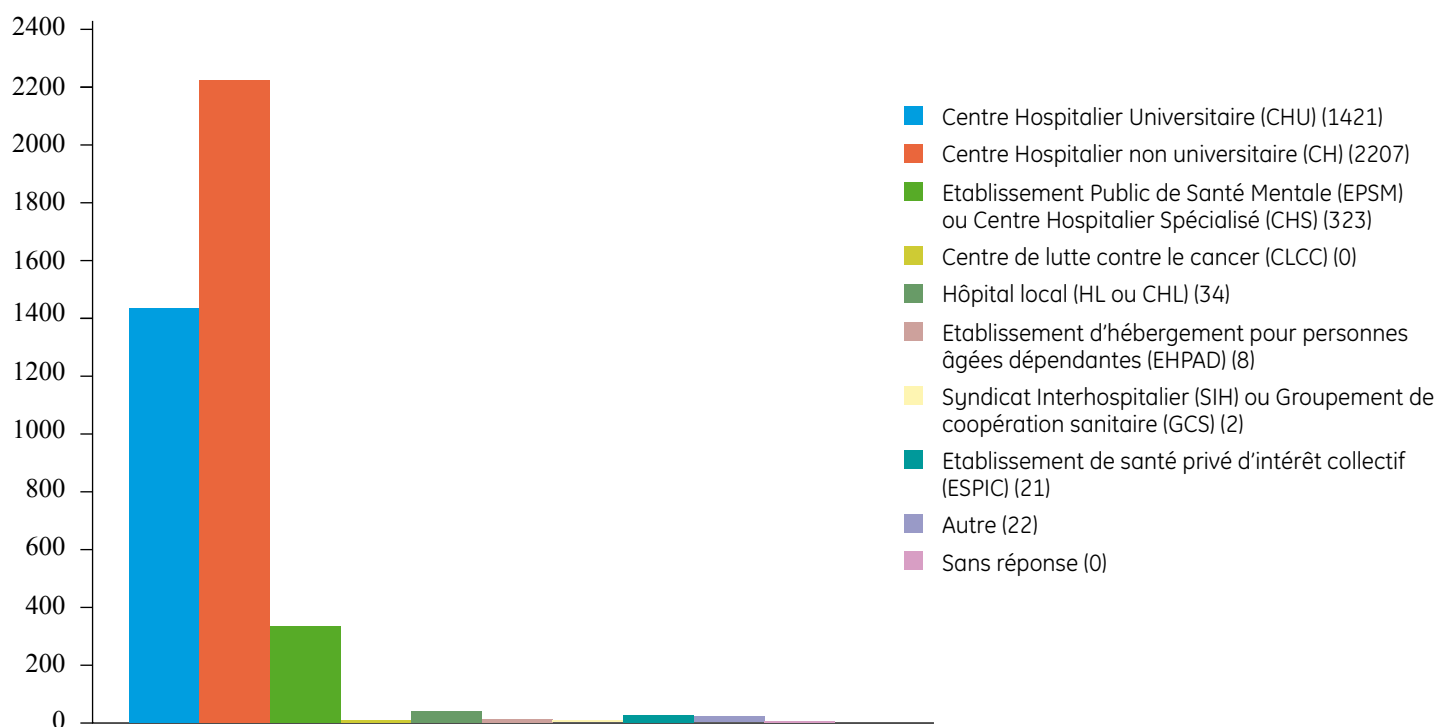 2400
2200
2000
1800
1600
1400
1200
1000
800
600
400
200
0
Centre Hospitalier Universitaire (CHU) (1421)
Centre Hospitalier non universitaire (CH) (2207)
Etablissement Public de Santé Mentale (EPSM)
ou Centre Hospitalier Spécialisé (CHS) (323)
Centre de lutte contre le cancer (CLCC) (0)
Hôpital local (HL ou CHL) (34)
Etablissement d’hébergement pour personnes
âgées dépendantes (EHPAD) (8)
Syndicat Interhospitalier (SIH) ou Groupement de
coopération sanitaire (GCS) (2)
Etablissement de santé privé d’intérêt collectif
(ESPIC) (21)
Autre (22)
Sans réponse (0)